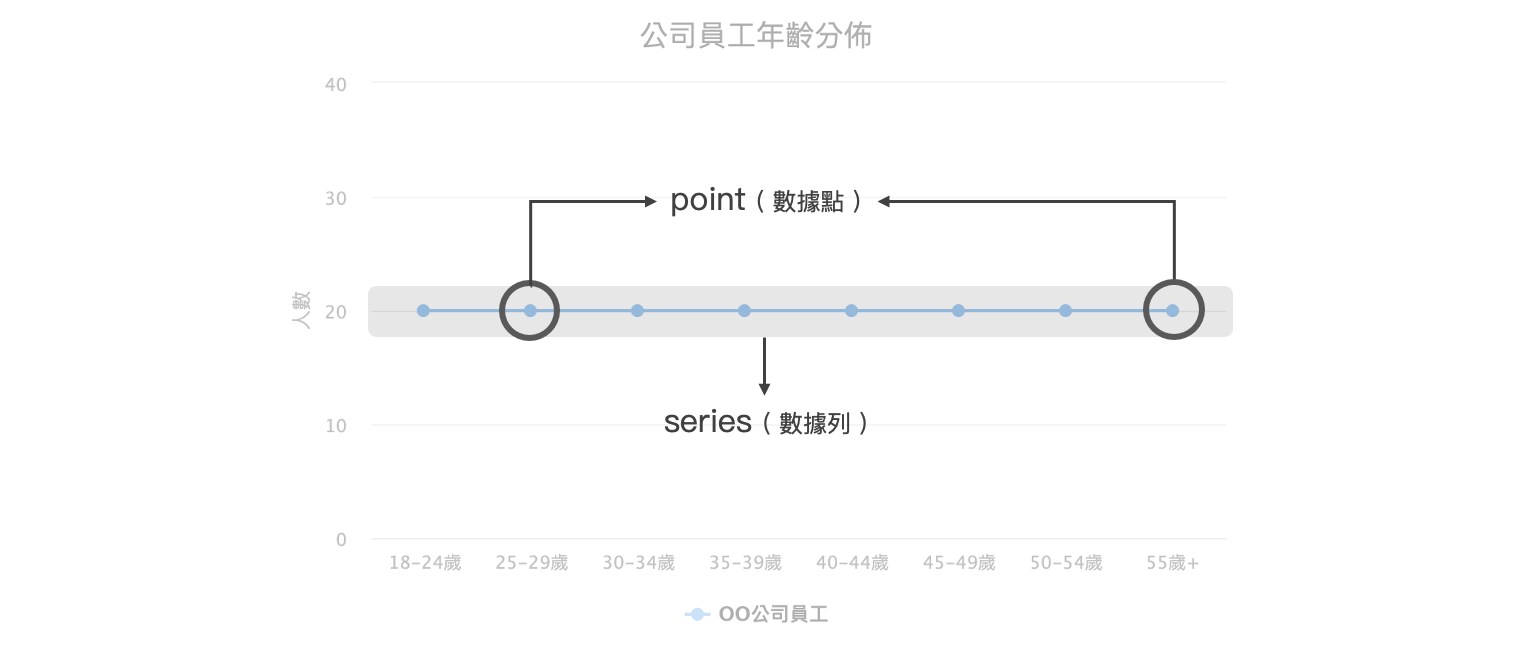 公司員工年齡分佈
40
30
point（數據點）
人數
20
series（數據列）
10
0
18-24歲 25-29歲 30-34歲 35-39歲 40-44歲 45-49歲 50-54歲 55歲+
OO公司員工